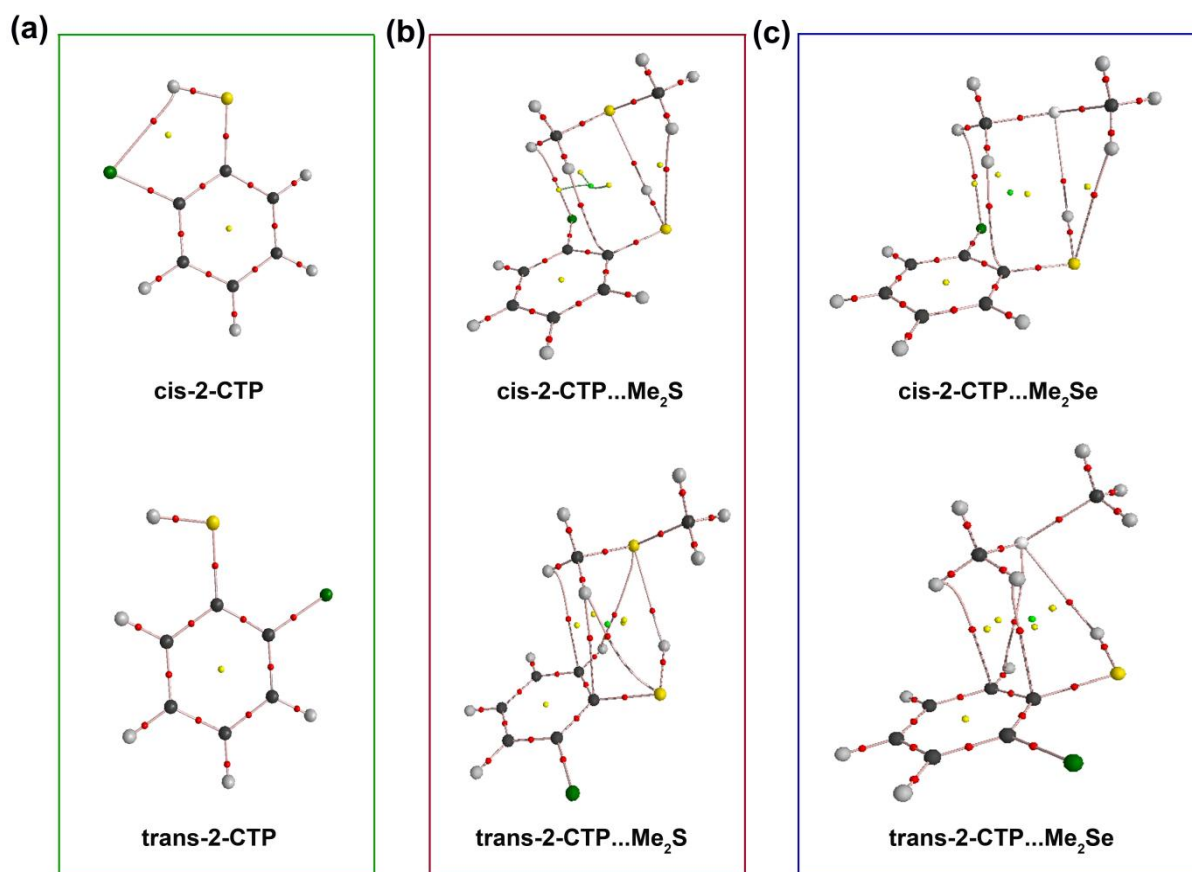 (a)
(b)
(c)
cis-2-CTP
cis-2-CTP...Me₂S
cis-2-CTP...Me₂Se
trans-2-CTP
trans-2-CTP...Me₂S
trans-2-CTP...Me₂Se